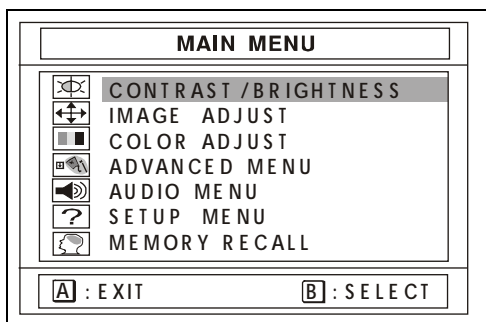 MAIN MENU
CONTRAST/BRIGHTNESS
IMAGE ADJUST
COLOR ADJUST
ADVANCED MENU
AUDIO MENU
? SETUP MENU
MEMORY RECALL
A : EXIT B : SELECT